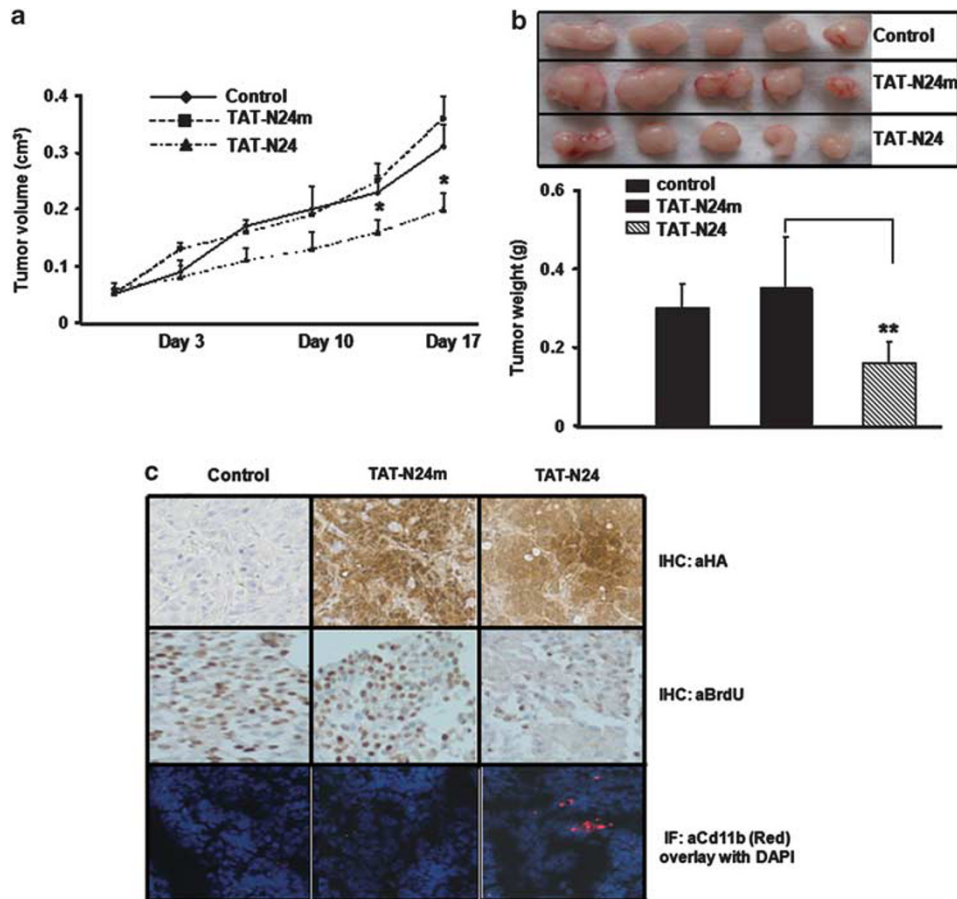 a
Tumor volume (cm³)
0.4
0.3
0.2
0.1
0
Control
TAT-N24m
TAT-N24
*
*
Day 3 Day 10 Day 17
b
Control
TAT-N24m
TAT-N24
Tumor weight (g)
0.6
0.4
0.2
0
control
TAT-N24m
TAT-N24
**
c
Control TAT-N24m TAT-N24
IHC: aHA
IHC: aBrdU
IF: aCd11b (Red)
overlay with DAPI